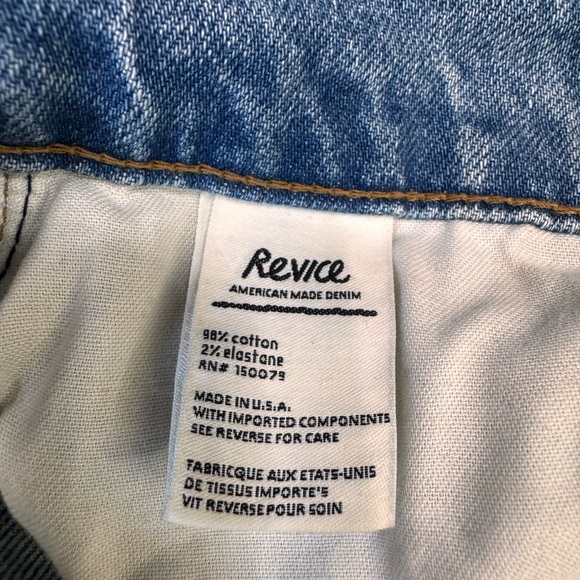 Revice
AMERICAN MADE DENIM
98% cotton
2% elastane
RN# 150079
MADE IN U.S.A.
WITH IMPORTED COMPONENTS
SEE REVERSE FOR CARE
FABRICQUE AUX ETATS-UNIS
DE TISSUS IMPORTE'S
VIT REVERSE POUR SOIN